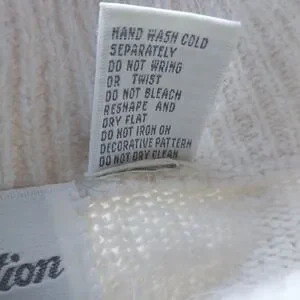 HAND WASH COLD
SEPARATELY
DO NOT WRING
OR TWIST
DO NOT BLEACH
RESHAPE AND
DRY FLAT
DO NOT IRON ON
DECORATIVE PATTERN
DO NOT DRY CLEAN
tion